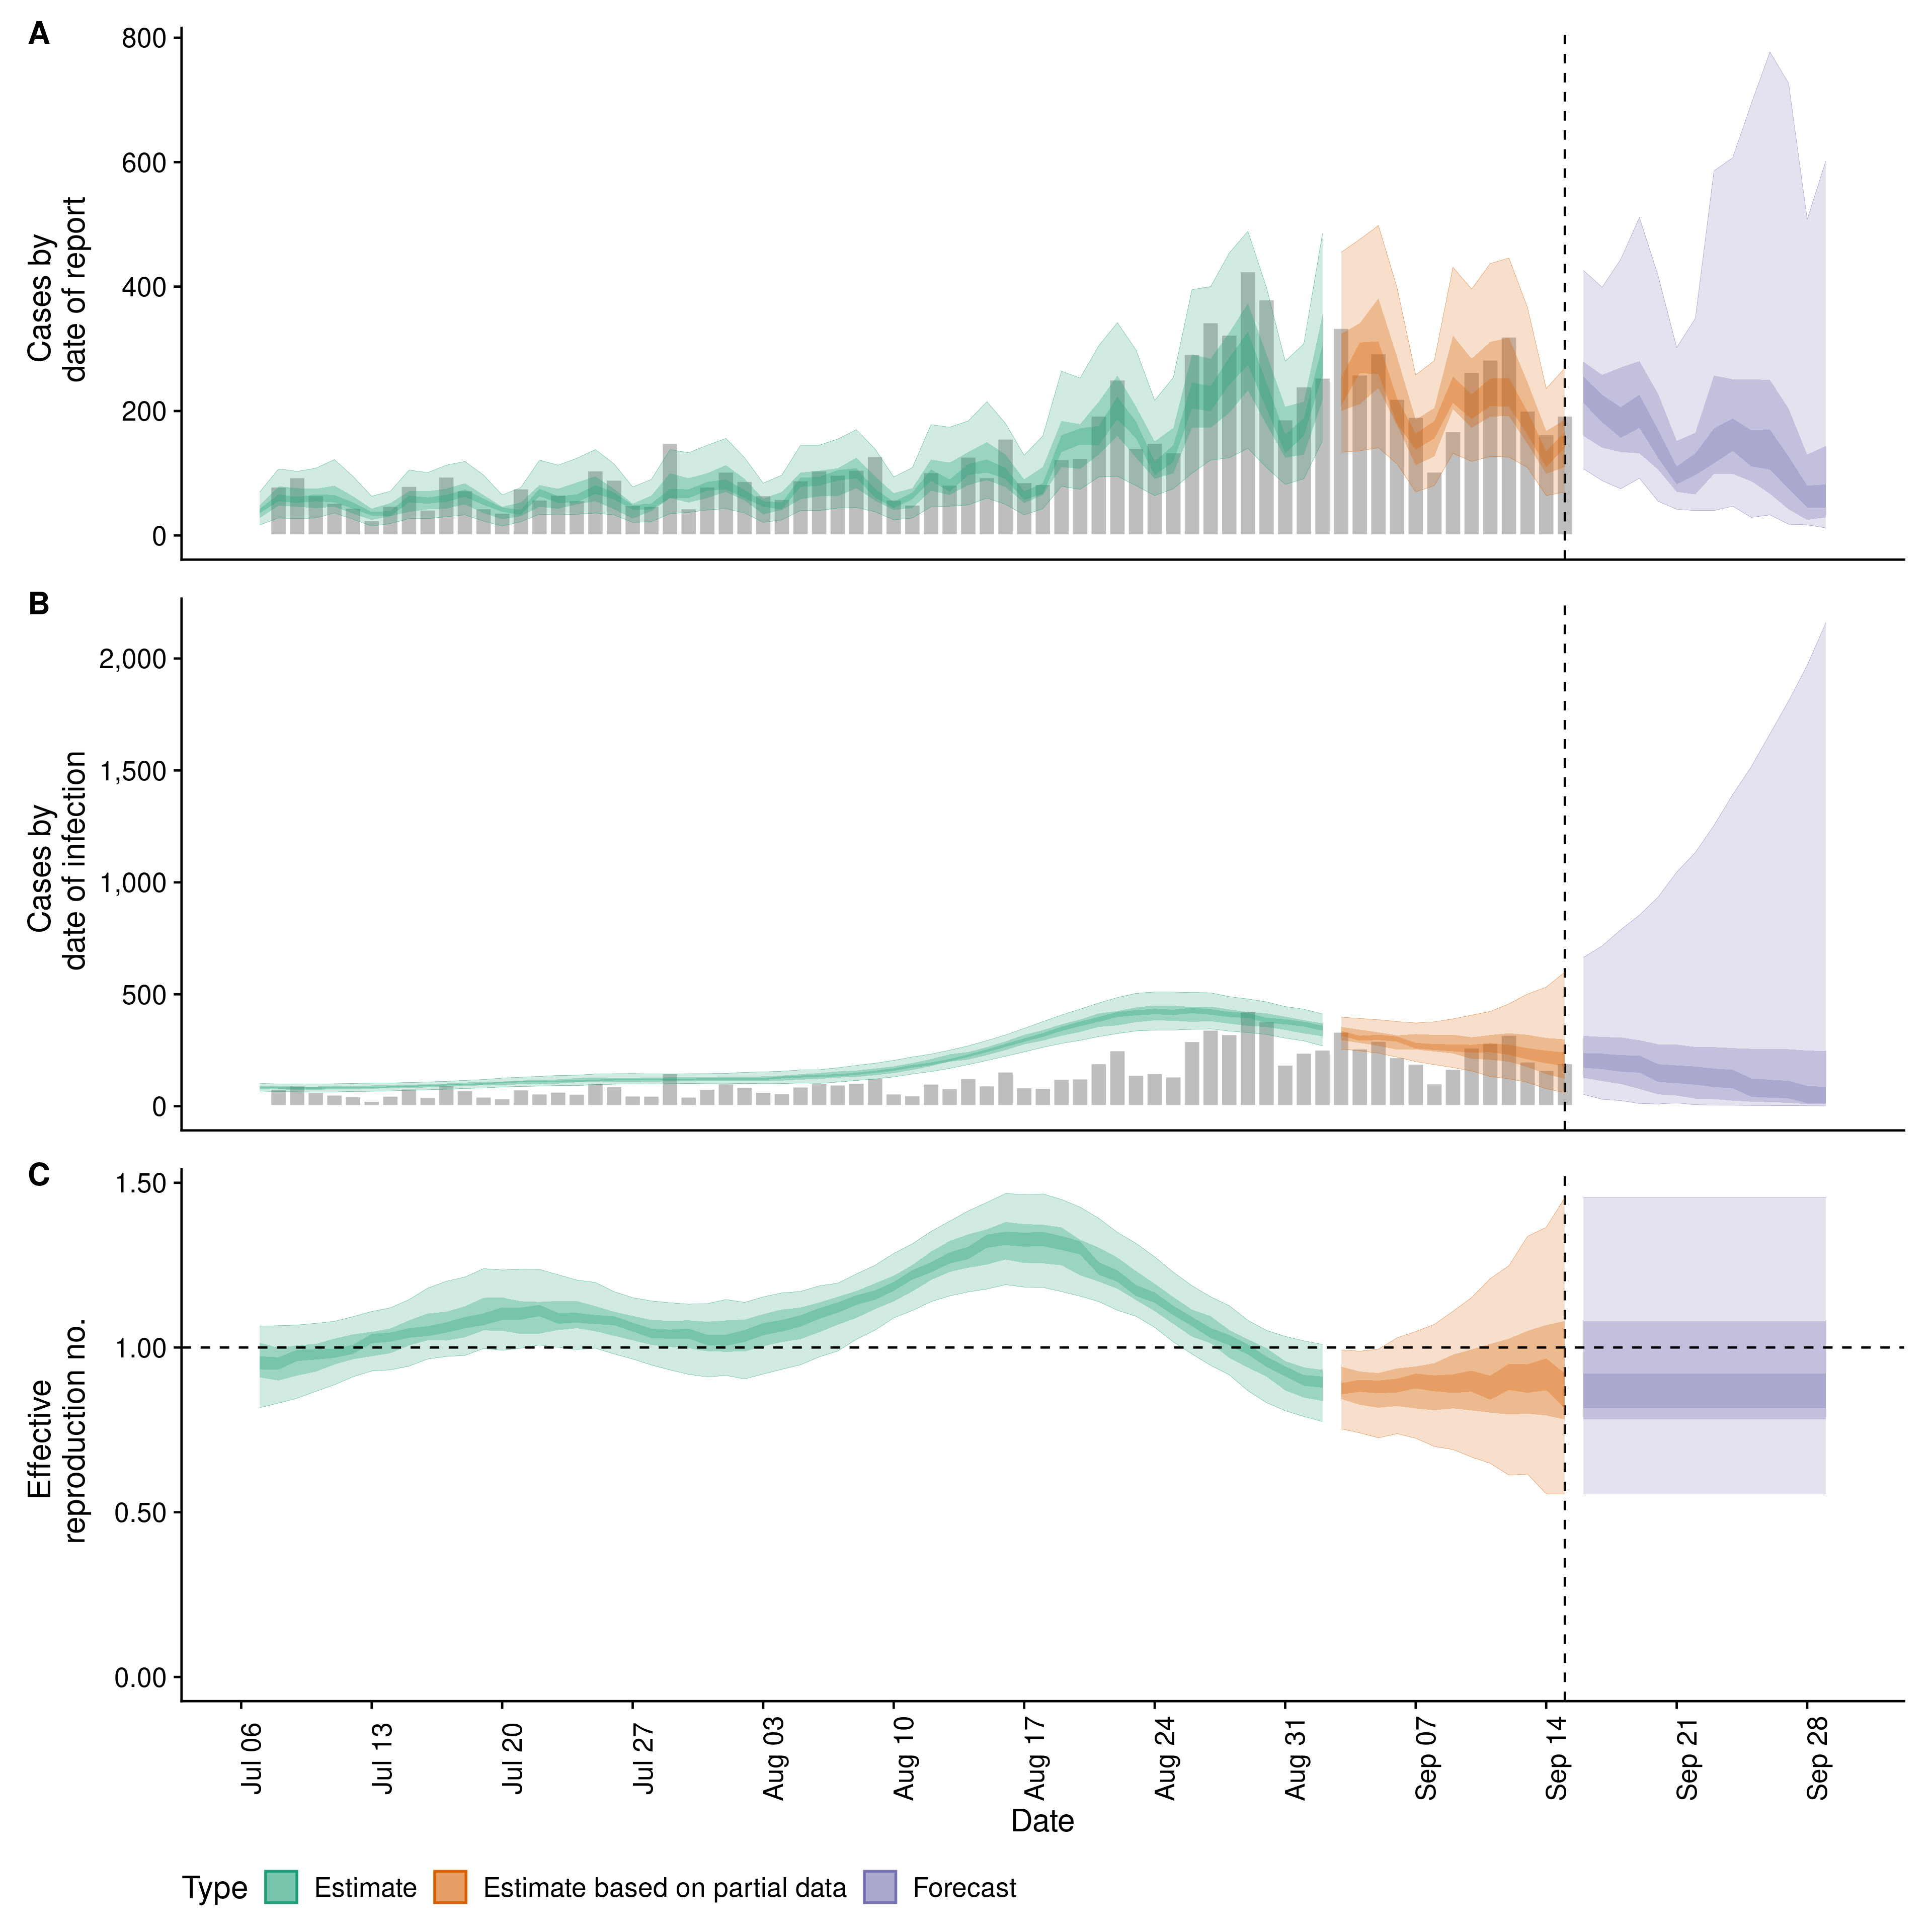 A
800
600
400
200
0
Cases by
date of report
B
2,000
1,500
1,000
500
0
Cases by
date of infection
C
1.50
1.00
0.50
0.00
Effective
reproduction no.
Jul 06
Jul 13
Jul 20
Jul 27
Aug 03
Aug 10
Aug 17
Aug 24
Aug 31
Sep 07
Sep 14
Sep 21
Sep 28
Date
Type Estimate Estimate based on partial data Forecast